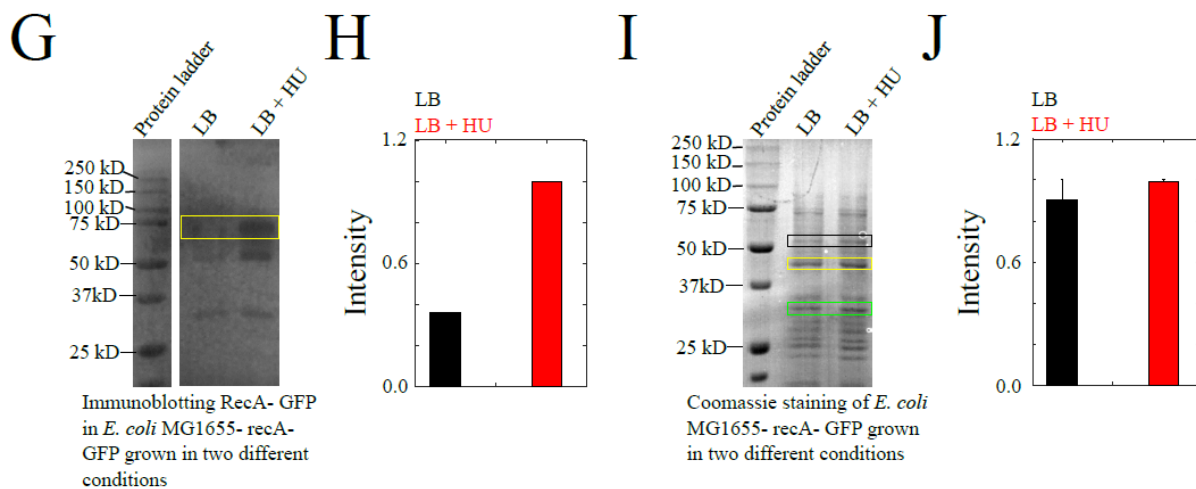 G
Protein ladder
LB
LB + HU
250 kD
150 kD
100 kD
75 kD
50 kD
37kD
25 kD
Immunoblotting RecA- GFP
in E. coli MG1655- recA-
GFP grown in two different
conditions
H
LB
LB + HU
1.2
0.6
0.0
Intensity
I
Protein ladder
LB
LB + HU
250 kD
150 kD
100 kD
75 kD
50 kD
37kD
25 kD
Coomassie staining of E. coli
MG1655- recA- GFP grown
in two different conditions
J
LB
LB + HU
1.2
0.6
0.0
Intensity